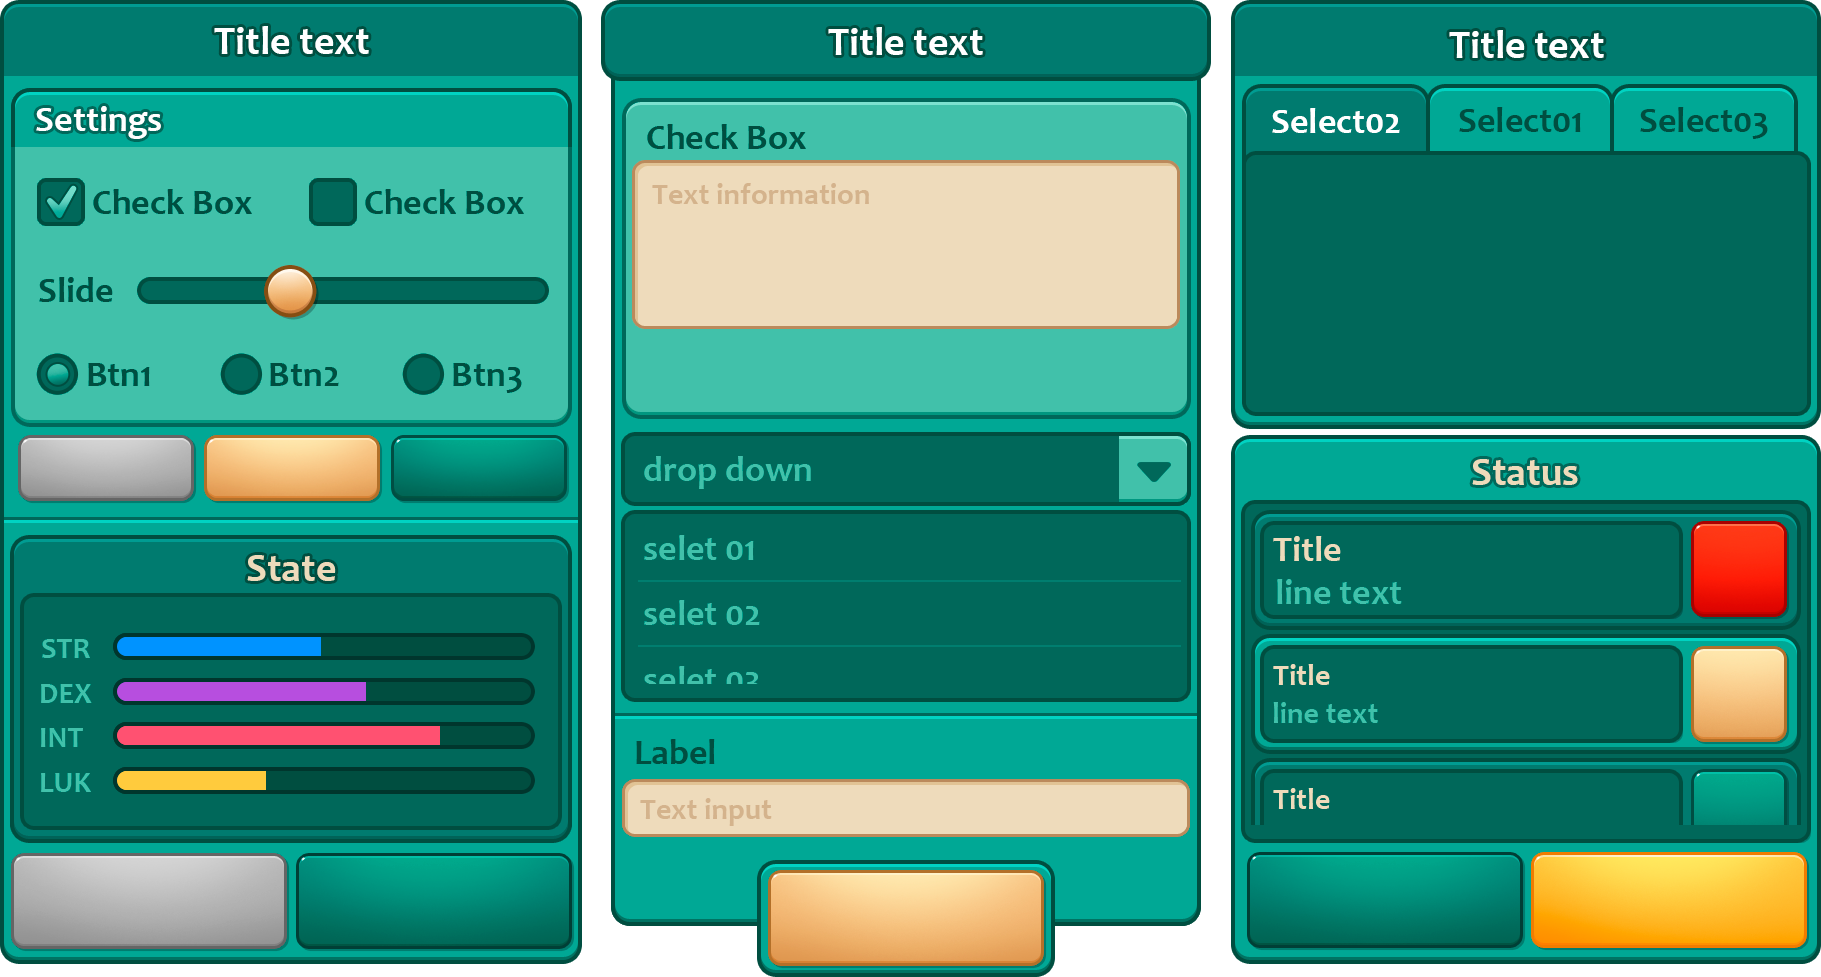 Title text
Settings
Check Box Check Box
Slide
Btn1 Btn2 Btn3
State
STR
DEX
INT
LUK
Title text
Check Box
Text information
drop down
selet 01
selet 02
selet 03
Label
Text input
Title text
Select02 Select01 Select03
Status
Title
line text
Title
line text
Title